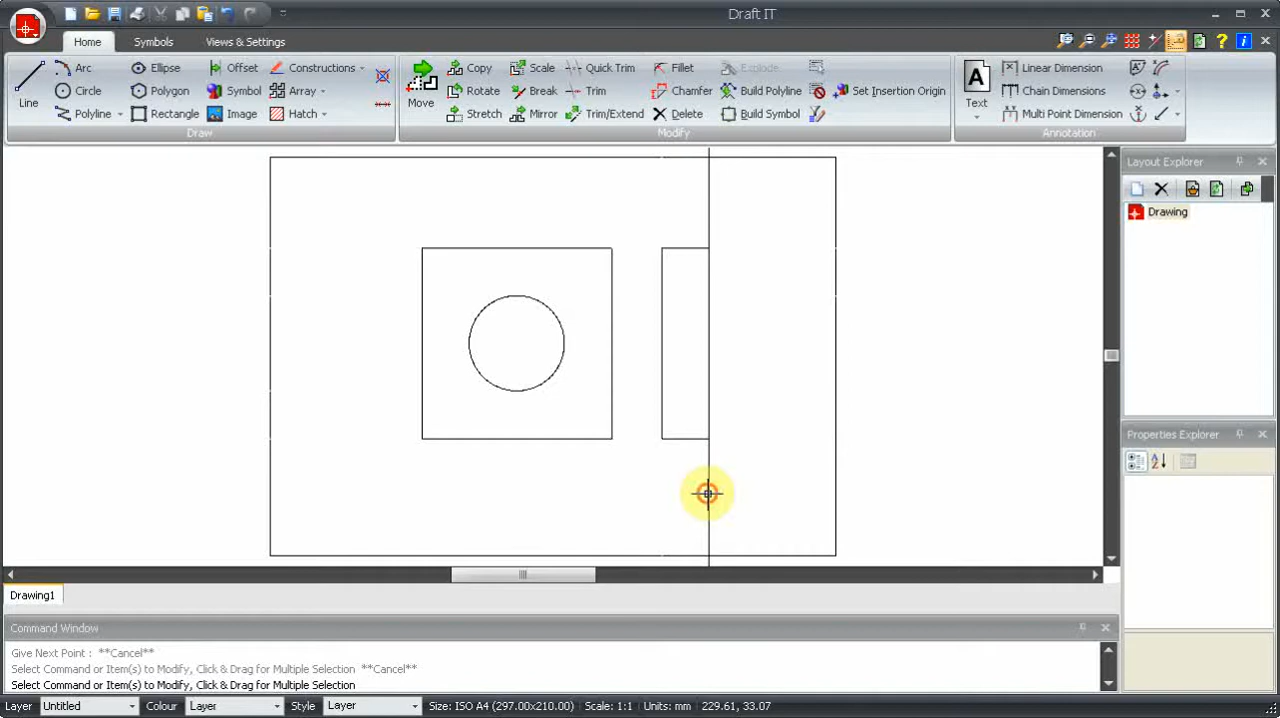 Draft IT
Home Symbols Views & Settings
Arc Ellipse Offset Constructions Copy Scale Quick Trim Fillet Explode Linear Dimension
Line Circle Polygon Symbol Array Move Rotate Break Trim Chamfer Build Polyline Set Insertion Origin Text Chain Dimensions
Polyline Rectangle Image Hatch Stretch Mirror Trim/Extend Delete Build Symbol Multi Point Dimension
Draw Modify Annotation
Layout Explorer
Drawing
Properties Explorer
Drawing1
Command Window
Give Next Point : **Cancel**
Select Command or Item(s) to Modify, Click & Drag for Multiple Selection **Cancel**
Select Command or Item(s) to Modify, Click & Drag for Multiple Selection
Layer Untitled Colour Layer Style Layer Size: ISO A4 (297.00x210.00) Scale: 1:1 Units: mm 229.61, 33.07